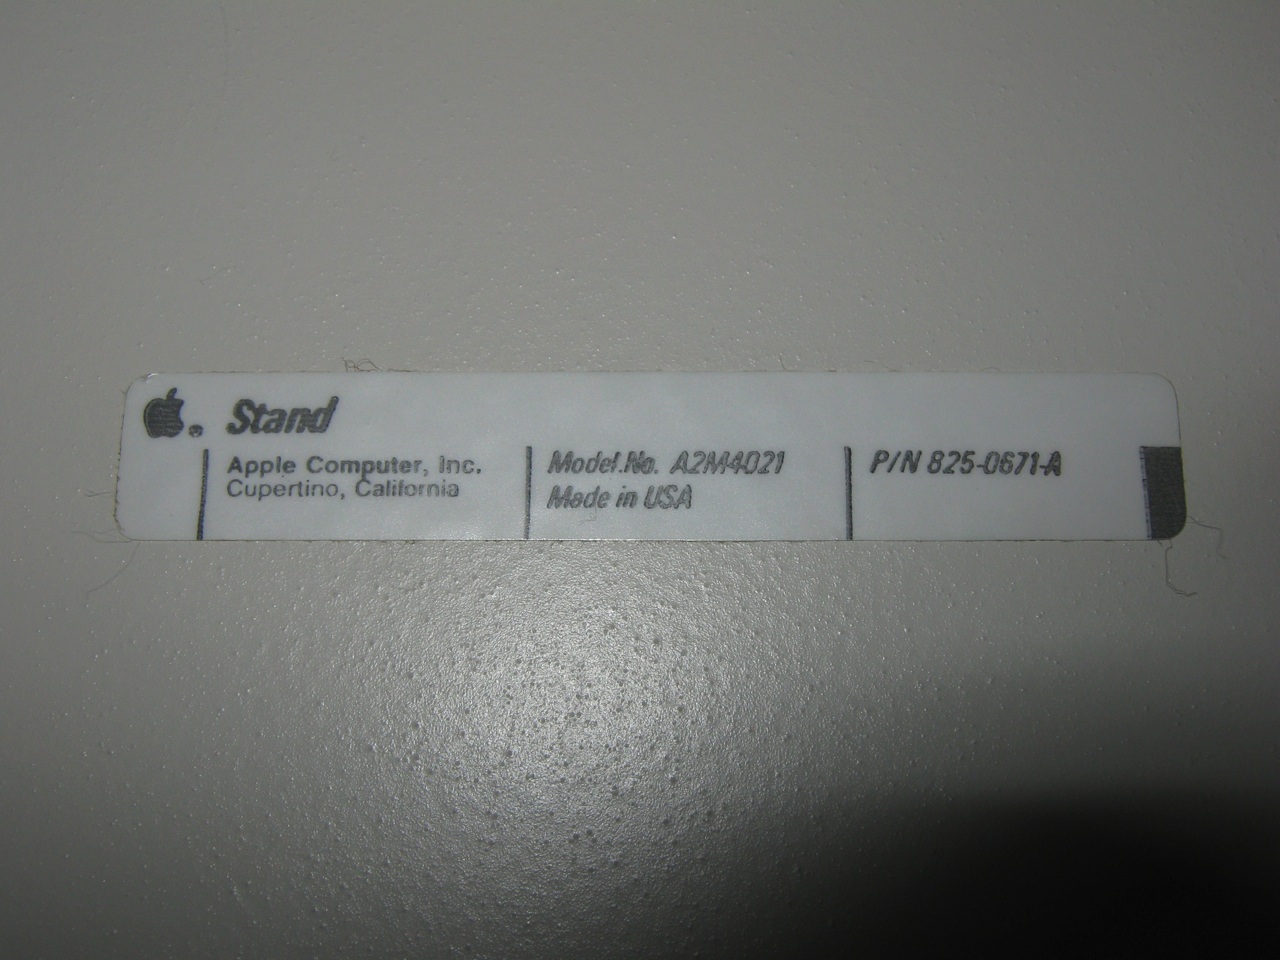 Stand
Apple Computer, Inc.
Cupertino, California
Model.No. A2M4021
Made in USA
P/N 825-0671-A